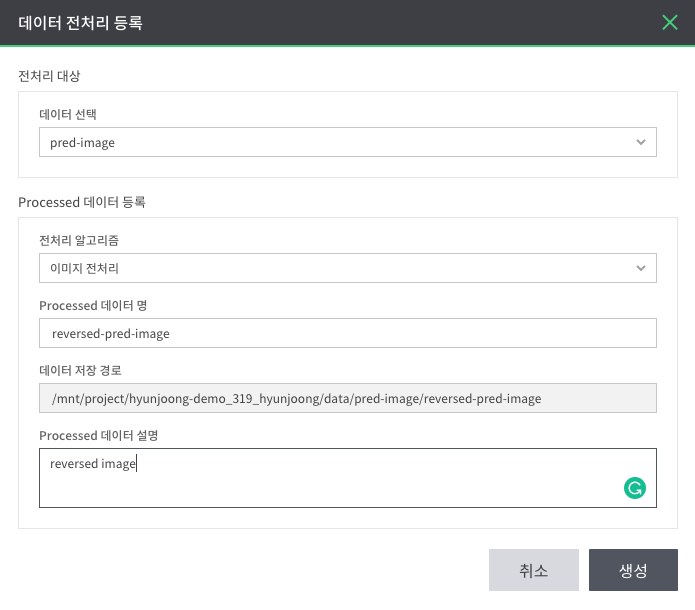 데이터 전처리 등록
전처리 대상
데이터 선택
pred-image
Processed 데이터 등록
전처리 알고리즘
이미지 전처리
Processed 데이터 명
reversed-pred-image
데이터 저장 경로
/mnt/project/hyunjoong-demo_319_hyunjoong/data/pred-image/reversed-pred-image
Processed 데이터 설명
reversed image
취소
생성